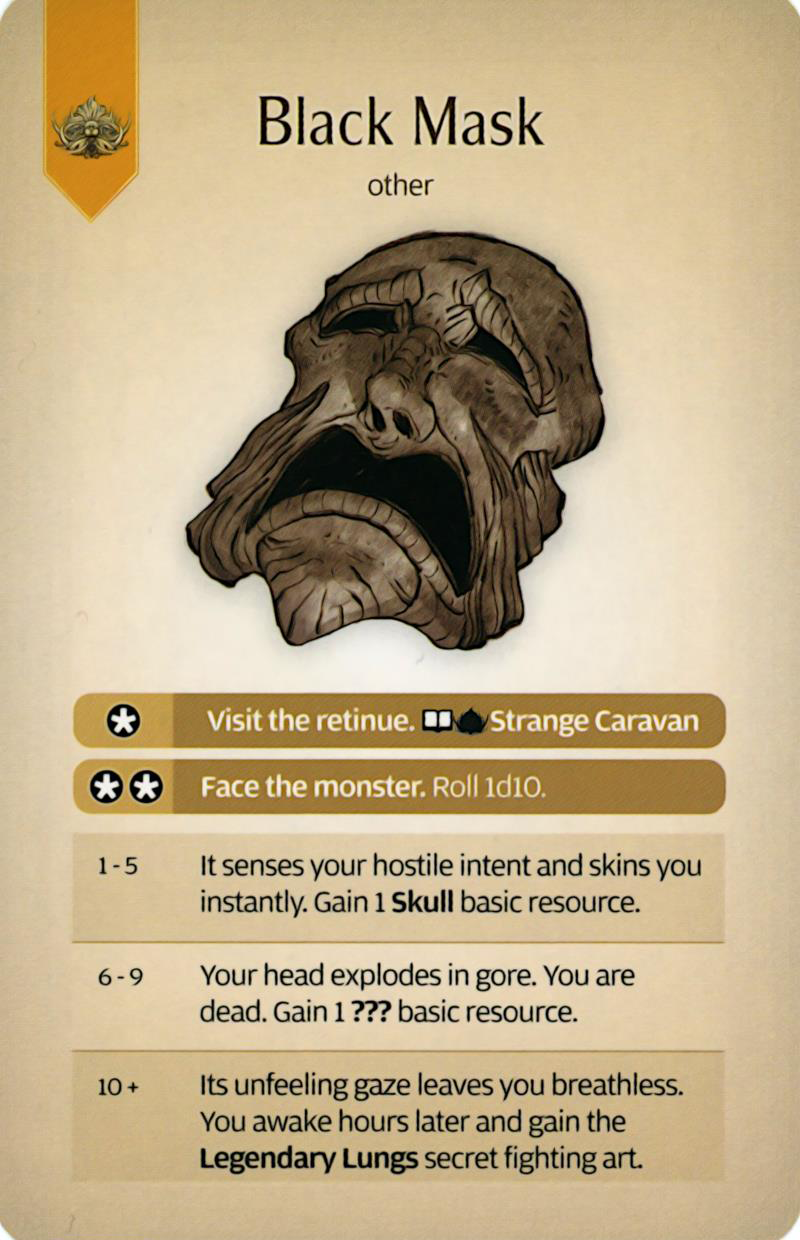 Black Mask
other
Visit the retinue. Strange Caravan
Face the monster. Roll 1d10.
1-5 It senses your hostile intent and skins you
instantly. Gain 1 Skull basic resource.
6-9 Your head explodes in gore. You are
dead. Gain 1 ??? basic resource.
10+ Its unfeeling gaze leaves you breathless.
You awake hours later and gain the
Legendary Lungs secret fighting art.